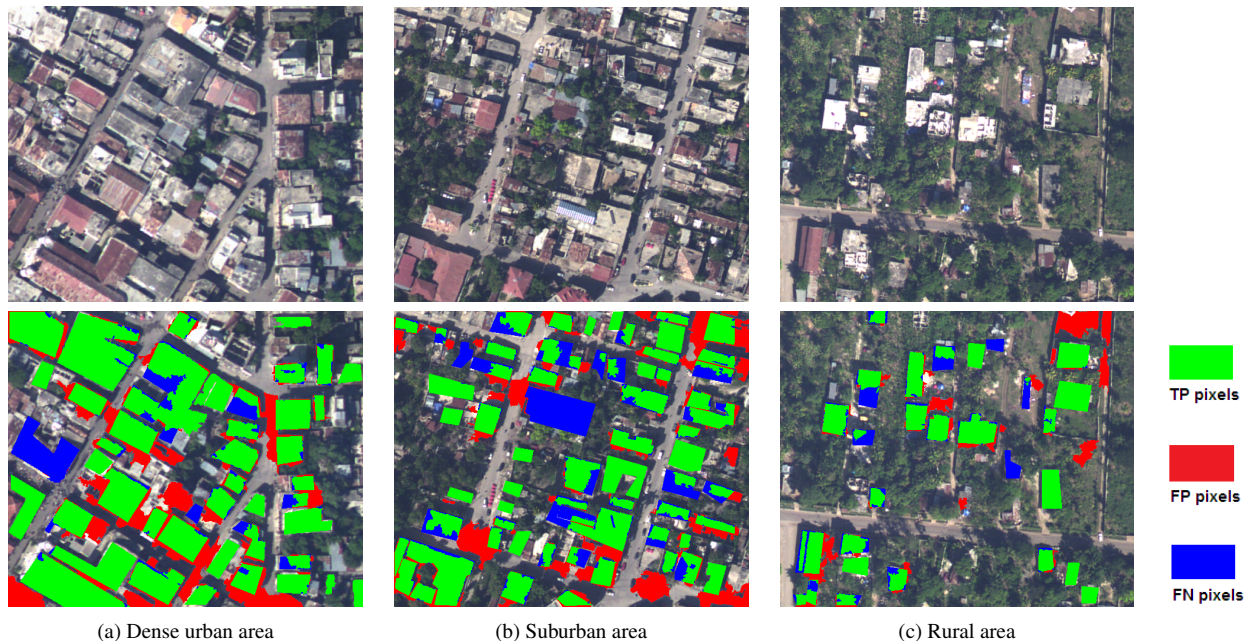 TP pixels
FP pixels
FN pixels
(a) Dense urban area
(b) Suburban area
(c) Rural area